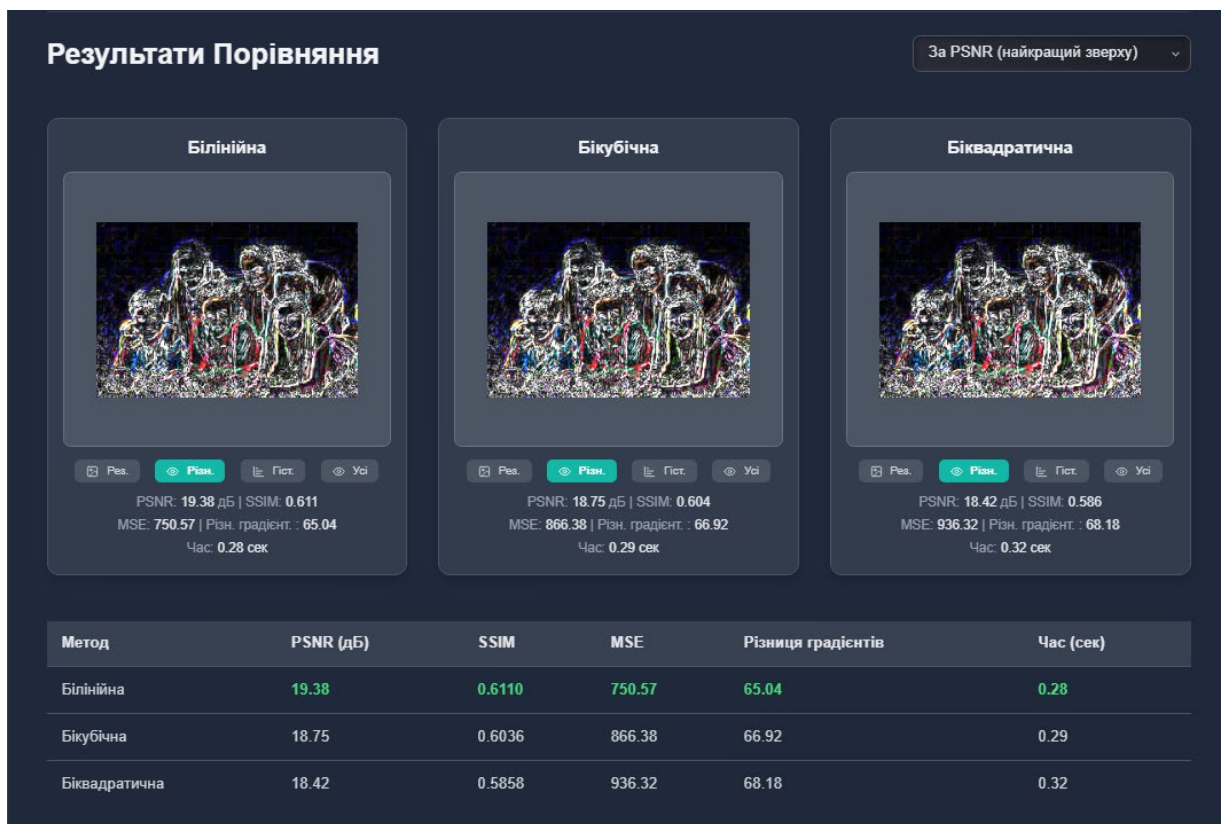 Результати Порівняння
За PSNR (найкращий зверху)
Білінійна
Бікубічна
Біквадратична
Рез. Різн. Гіст. Усі
Рез. Різн. Гіст. Усі
Рез. Різн. Гіст. Усі
PSNR: 19.38 дБ | SSIM: 0.611
MSE: 750.57 | Різн. градієнт. : 65.04
Час: 0.28 сек
PSNR: 18.75 дБ | SSIM: 0.604
MSE: 866.38 | Різн. градієнт. : 66.92
Час: 0.29 сек
PSNR: 18.42 дБ | SSIM: 0.586
MSE: 936.32 | Різн. градієнт. : 68.18
Час: 0.32 сек
Метод PSNR (дБ) SSIM MSE Різниця градієнтів Час (сек)
Білінійна 19.38 0.6110 750.57 65.04 0.28
Бікубічна 18.75 0.6036 866.38 66.92 0.29
Біквадратична 18.42 0.5858 936.32 68.18 0.32